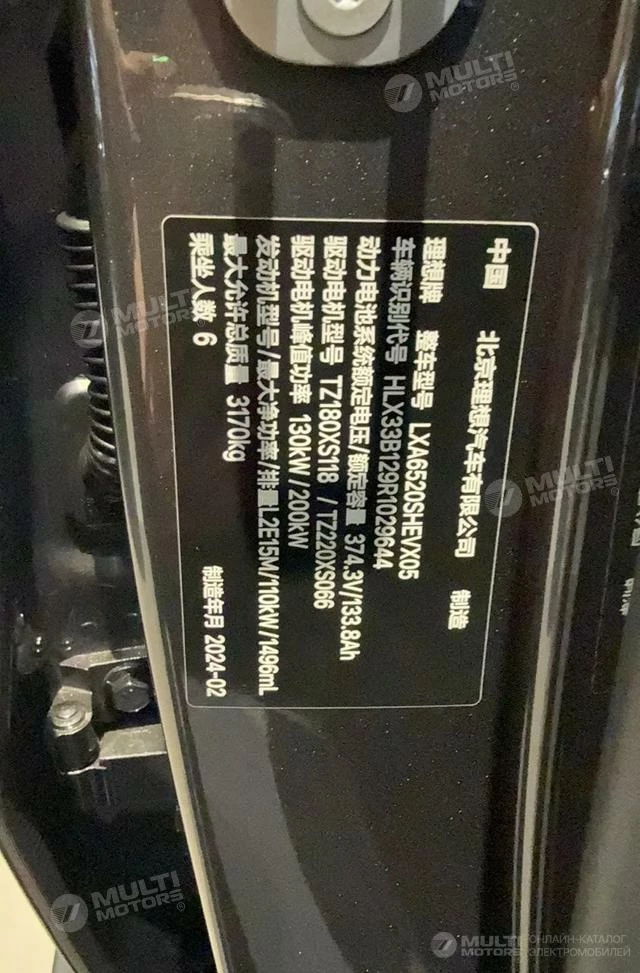 中国 北京理想汽车有限公司 制造
理想牌 整车型号 LXA6520SHEVX05
车辆识别代号 HLX33B129R1029644
动力电池系统额定电压/额定容量 374.3V/133.8Ah
驱动电机型号 TZ180XS118 / TZ220XS066
驱动电机峰值功率 130kW/200kW
发动机型号/最大净功率/排量L2E15M/110kW/1496mL
最大允许总质量 3170kg
乘坐人数 6 制造年月 2024-02
MULTI MOTORS®
MULTI MOTORS®
MULTI MOTORS®
MULTI MOTORS®
MULTI MOTORS® ОНЛАЙН-КАТАЛОГ ЭЛЕКТРОМОБИЛЕЙ